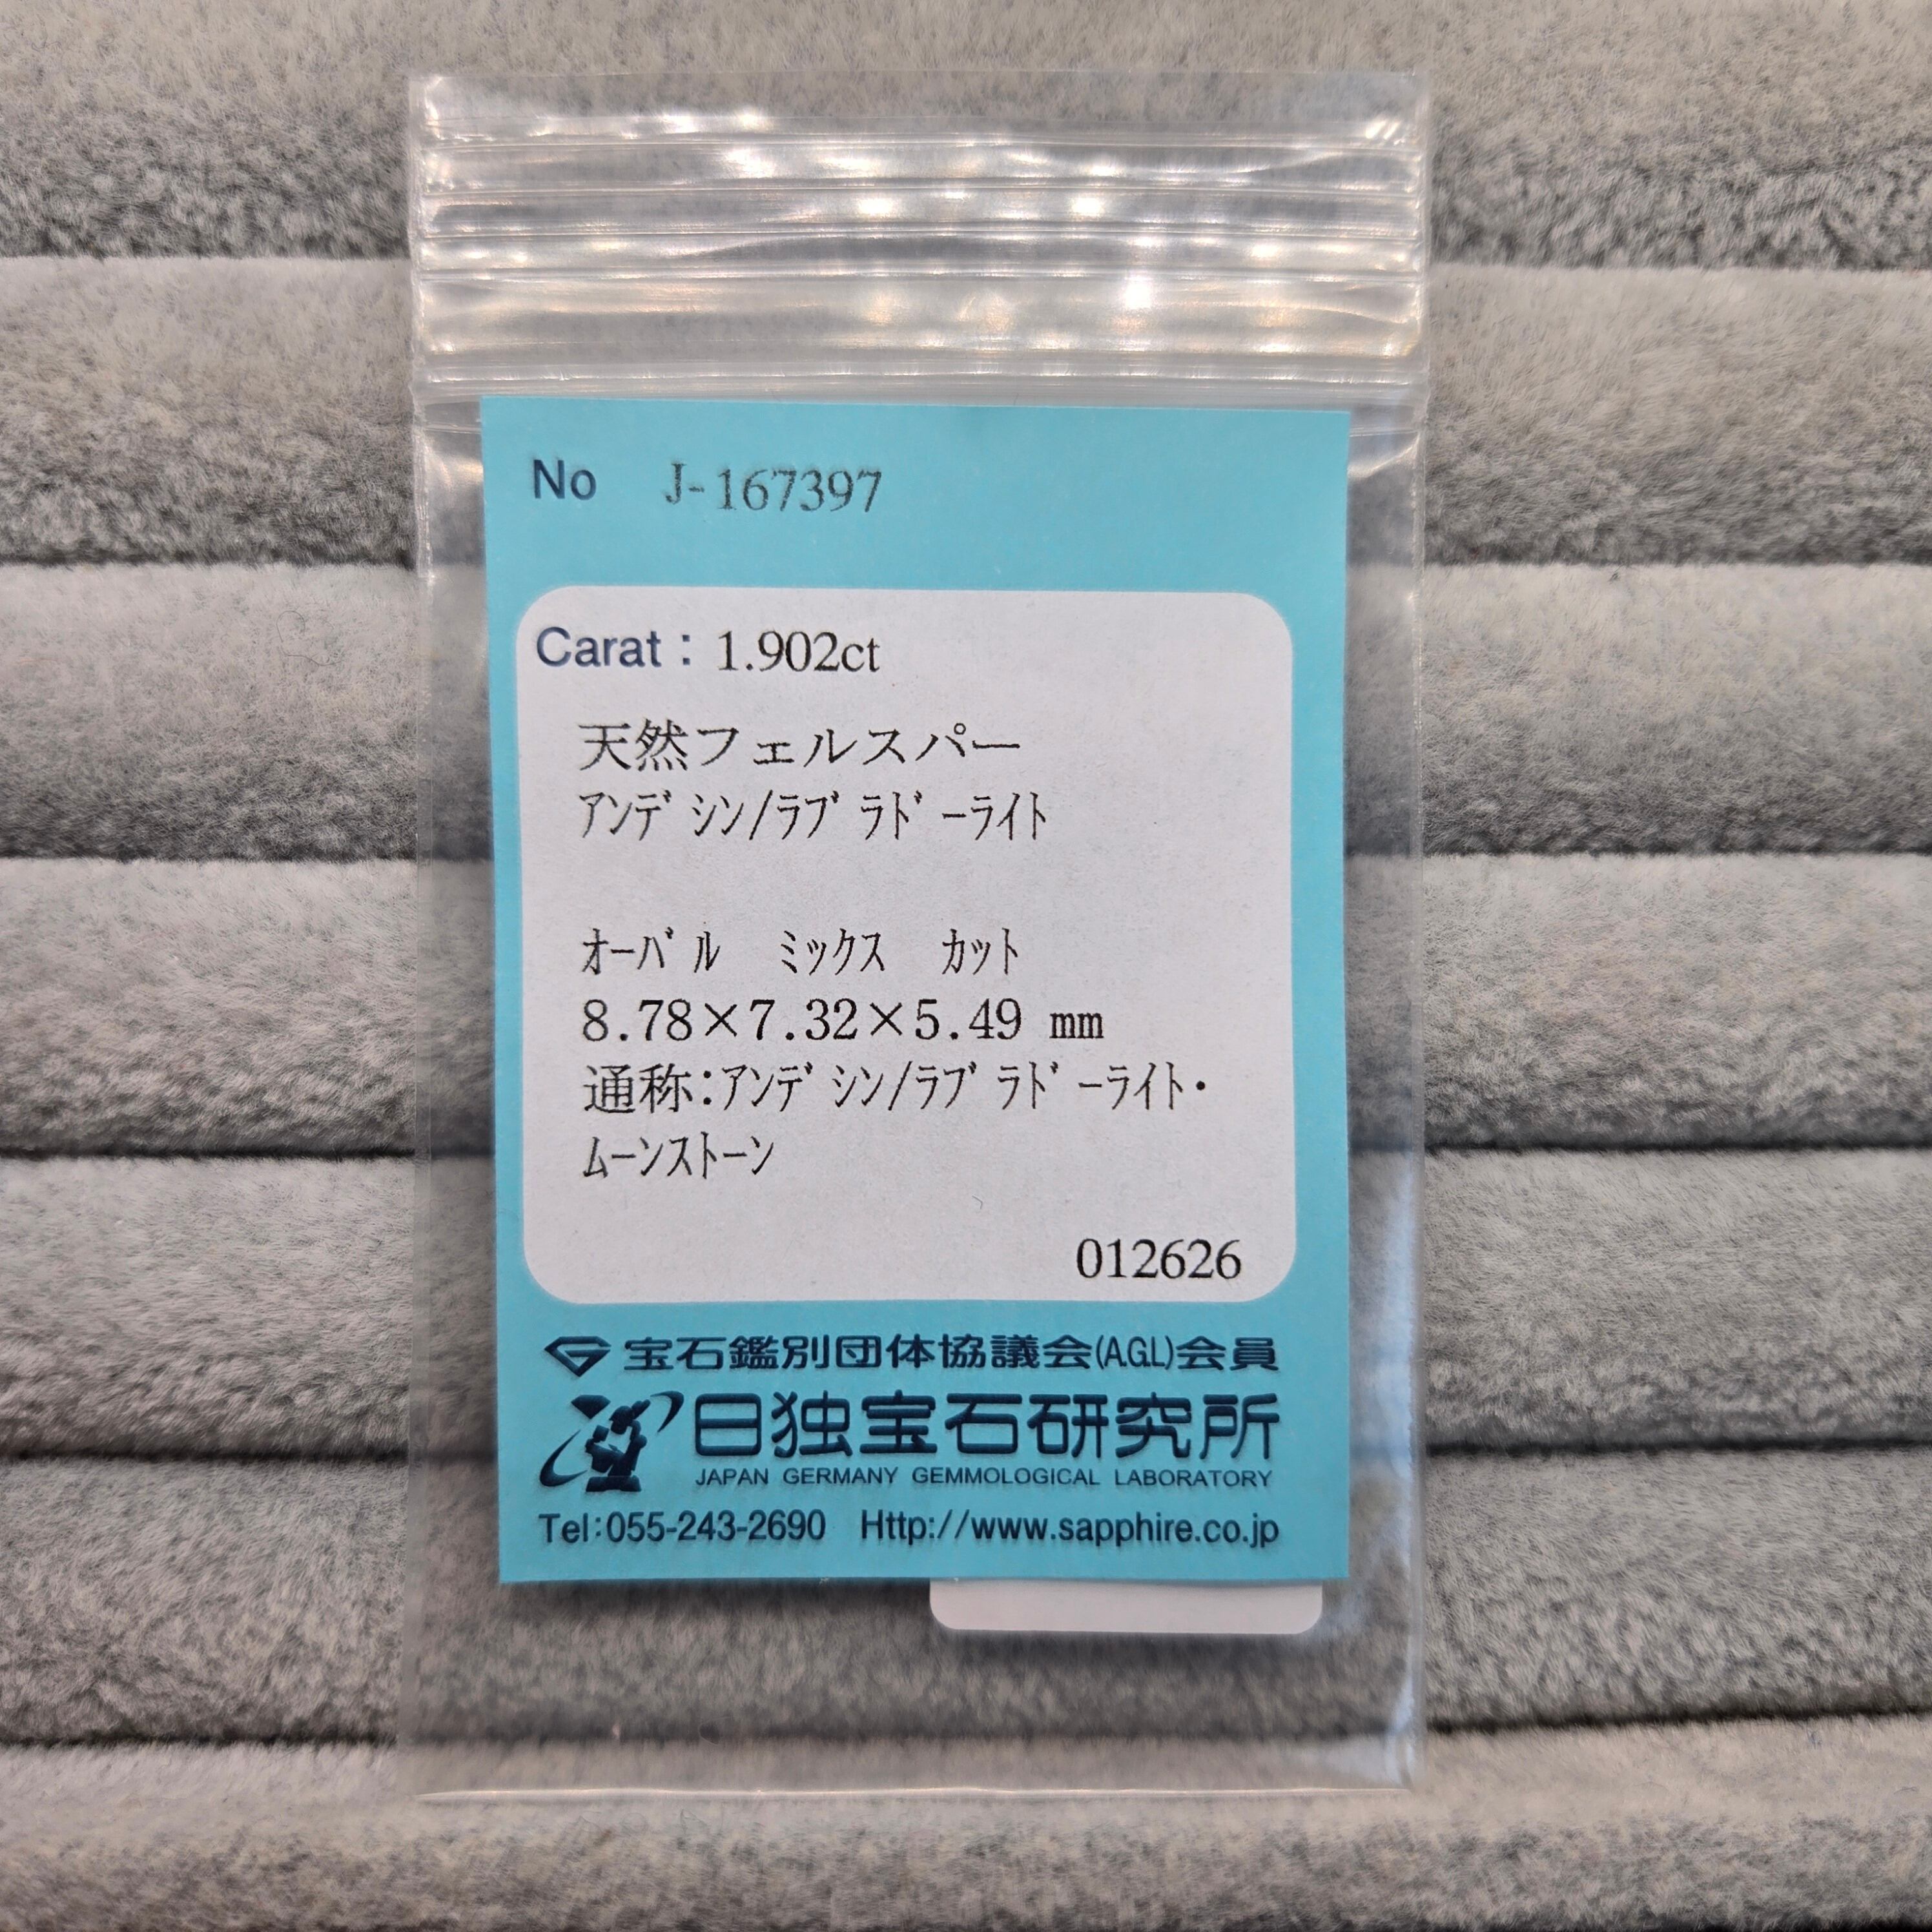 No J-167397
Carat：1.902ct
天然フェルスパー
ｱﾝﾃﾞｼﾝ/ﾗﾌﾞﾗﾄﾞｰﾗｲﾄ
ｵｰﾊﾞﾙ ﾐｯｸｽ ｶｯﾄ
8.78×7.32×5.49 mm
通称:ｱﾝﾃﾞｼﾝ/ﾗﾌﾞﾗﾄﾞｰﾗｲﾄ･
ﾑｰﾝｽﾄｰﾝ
012626
宝石鑑別団体協議会(AGL)会員
日独宝石研究所
JAPAN GERMANY GEMMOLOGICAL LABORATORY
Tel:055-243-2690 Http://www.sapphire.co.jp